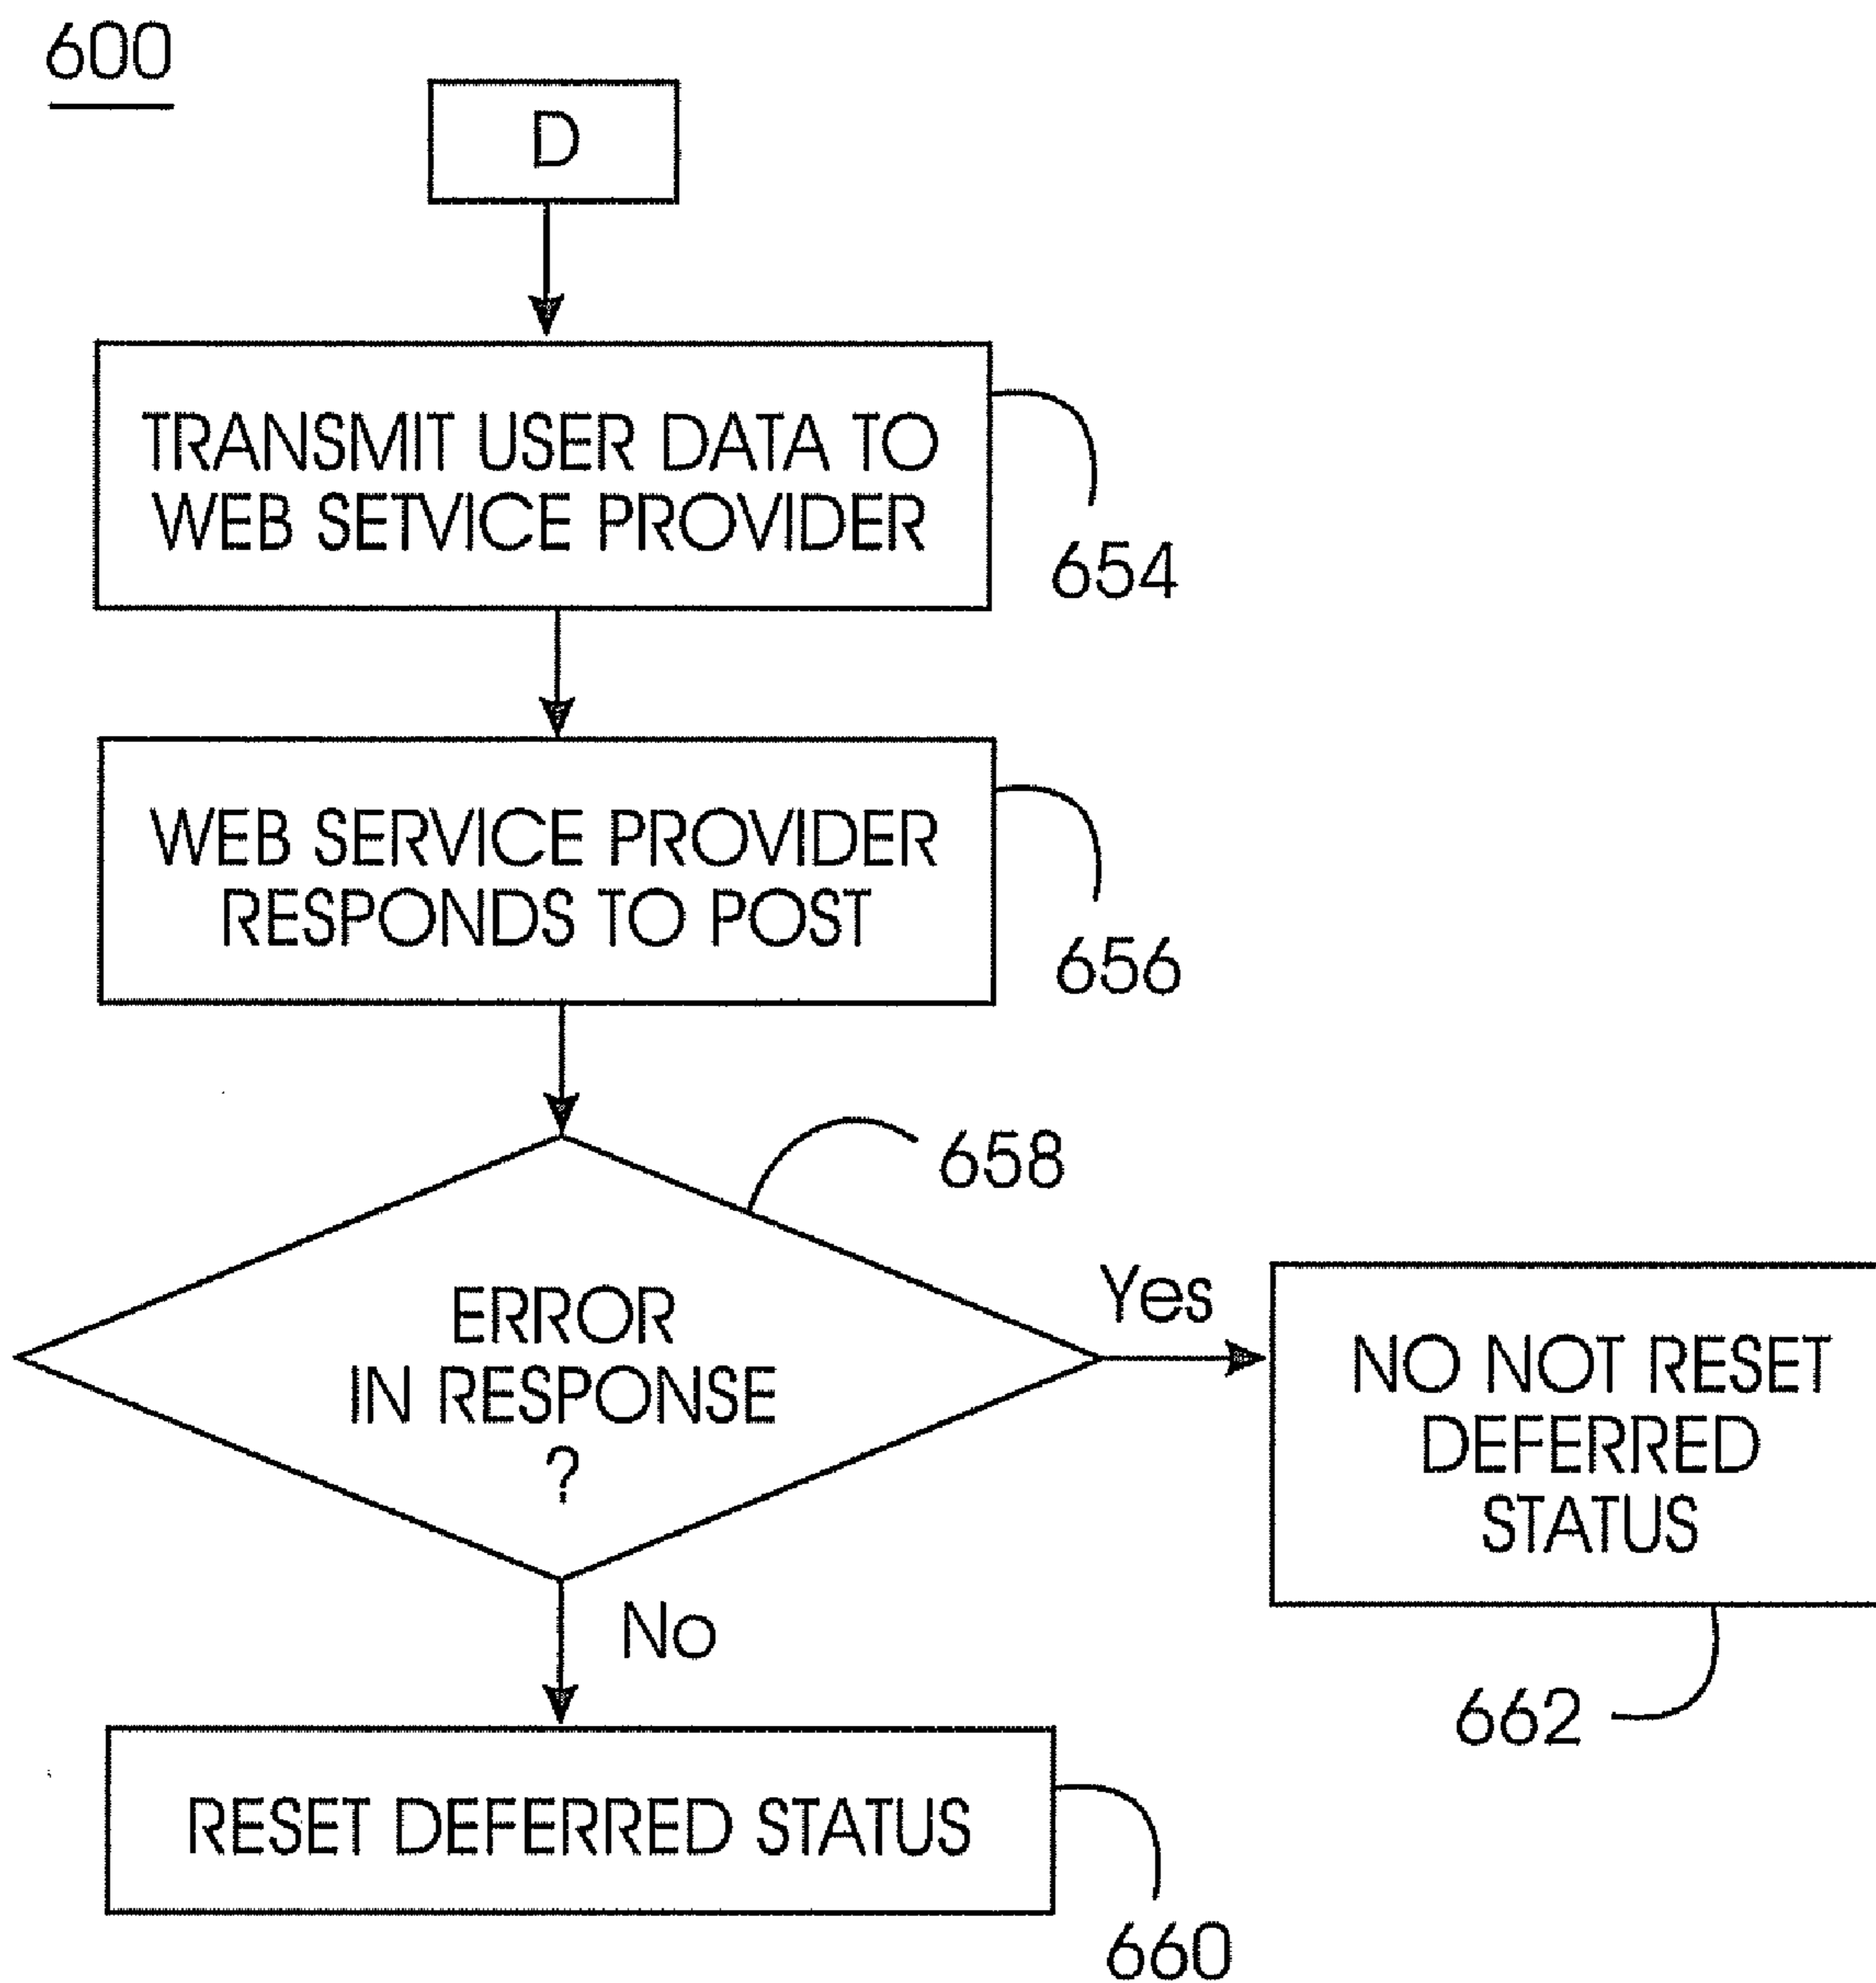 600
D
TRANSMIT USER DATA TO
WEB SETVICE PROVIDER
654
WEB SERVICE PROVIDER
RESPONDS TO POST
656
658
ERROR
IN RESPONSE
?
Yes
NO NOT RESET
DEFERRED
STATUS
662
No
RESET DEFERRED STATUS
660